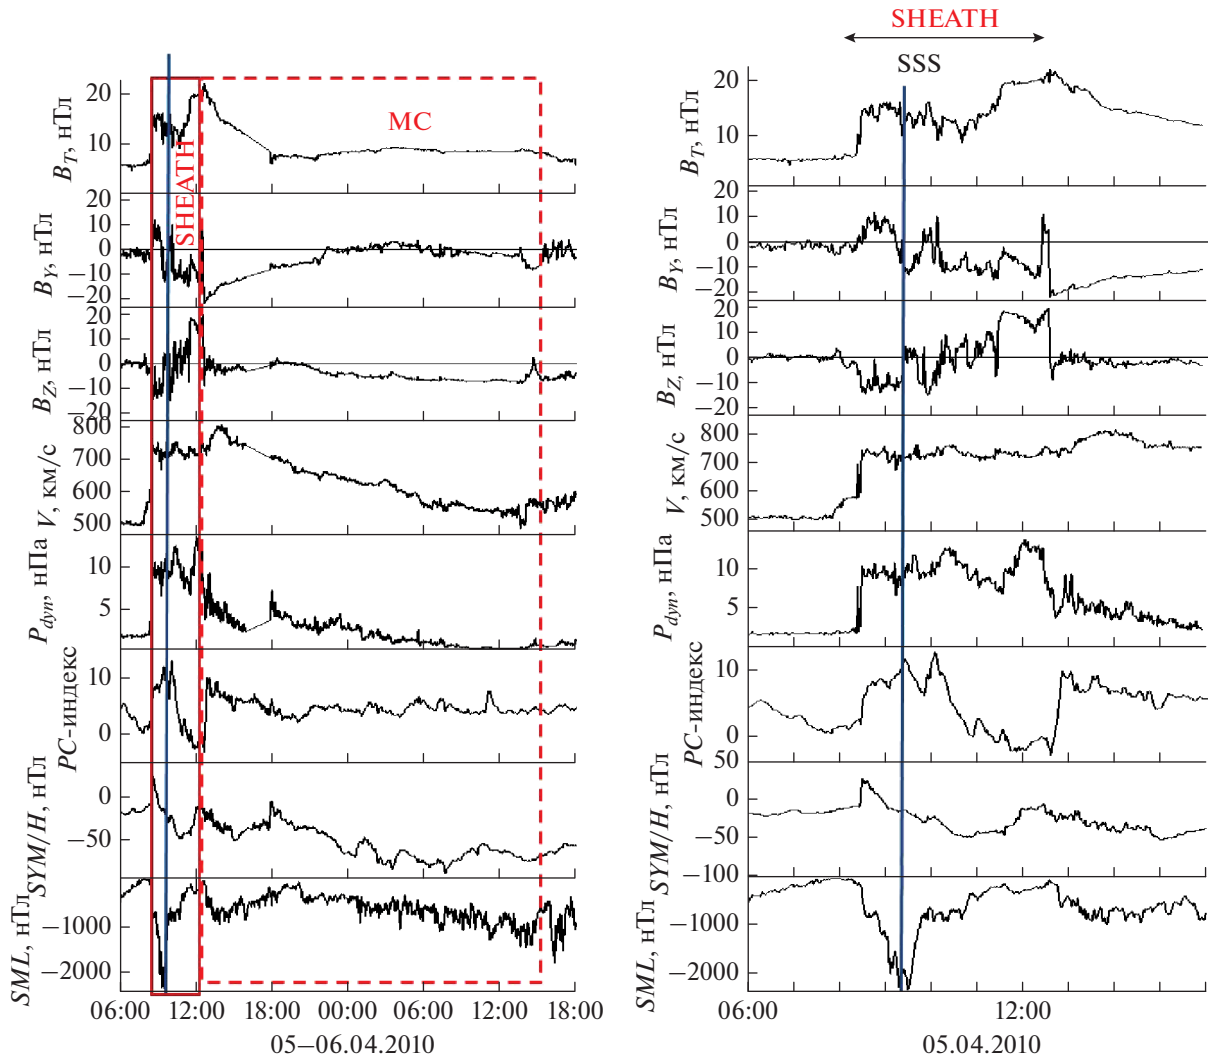 SHEATH
SSS
MC
SHEATH
B_T, нТл
20
10
B_Y, нТл
20
10
0
−10
−20
B_Z, нТл
20
10
0
−10
−20
V, км/с
800
700
600
500
P_dyn, нПа
10
5
PC-индекс
10
0
SYM/H, нТл
0
−50
SML, нТл
−1000
−2000
06:00 12:00 18:00 00:00 06:00 12:00 18:00
05−06.04.2010
B_T, нТл
20
10
B_Y, нТл
20
10
0
−10
−20
B_Z, нТл
20
10
0
−10
−20
V, км/с
800
700
600
500
P_dyn, нПа
10
5
PC-индекс
10
0
SYM/H, нТл
50
0
−50
−100
SML, нТл
−1000
−2000
06:00 12:00
05.04.2010